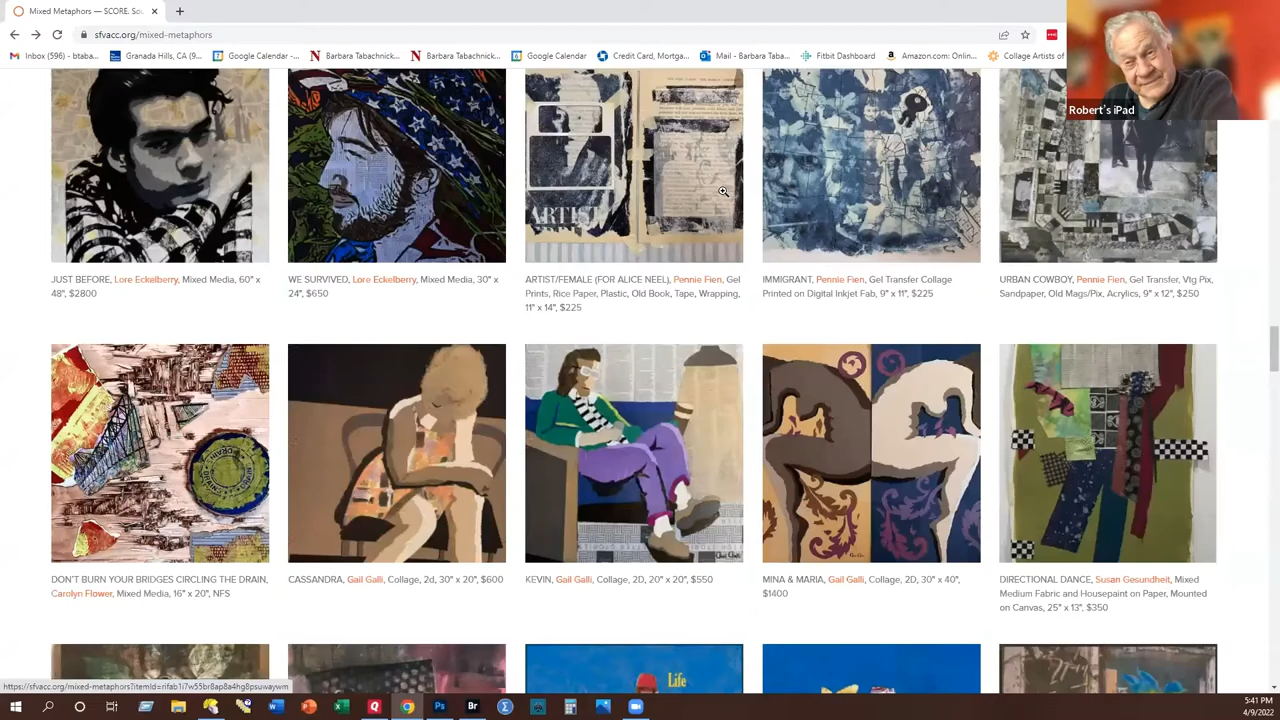 Mixed Metaphors — SCORE. So
sfvacc.org/mixed-metaphors
Inbox (596) - btaba...
Granada Hills, CA (9...
Google Calendar -...
Barbara Tabachnick...
Barbara Tabachnick...
Google Calendar
Credit Card, Mortga...
Mail - Barbara Taba...
Fitbit Dashboard
Amazon.com: Onlin...
Collage Artists of
Robert's iPad
ARTIST
JUST BEFORE, Lore Eckelberry, Mixed Media, 60" x
48", $2800
WE SURVIVED, Lore Eckelberry, Mixed Media, 30" x
24", $650
ARTIST/FEMALE (FOR ALICE NEEL), Pennie Fien, Gel
Prints, Rice Paper, Plastic, Old Book, Tape, Wrapping,
11" x 14", $225
IMMIGRANT, Pennie Fien, Gel Transfer Collage
Printed on Digital Inkjet Fab, 9" x 11", $225
URBAN COWBOY, Pennie Fien, Gel Transfer, Vtg Pix,
Sandpaper, Old Mags/Pix, Acrylics, 9" x 12", $250
DON'T BURN YOUR BRIDGES CIRCLING THE DRAIN,
Carolyn Flower, Mixed Media, 16" x 20", NFS
CASSANDRA, Gail Galli, Collage, 2d, 30" x 20", $600
KEVIN, Gail Galli, Collage, 2D, 20" x 20", $550
MINA & MARIA, Gail Galli, Collage, 2D, 30" x 40",
$1400
DIRECTIONAL DANCE, Susan Gesundheit, Mixed
Medium Fabric and Housepaint on Paper, Mounted
on Canvas, 25" x 13", $350
Life
https://sfvacc.org/mixed-metaphors?itemId=rifab1i7w55br8ap8a4hg8psuwaywm
5:41 PM
4/9/2022